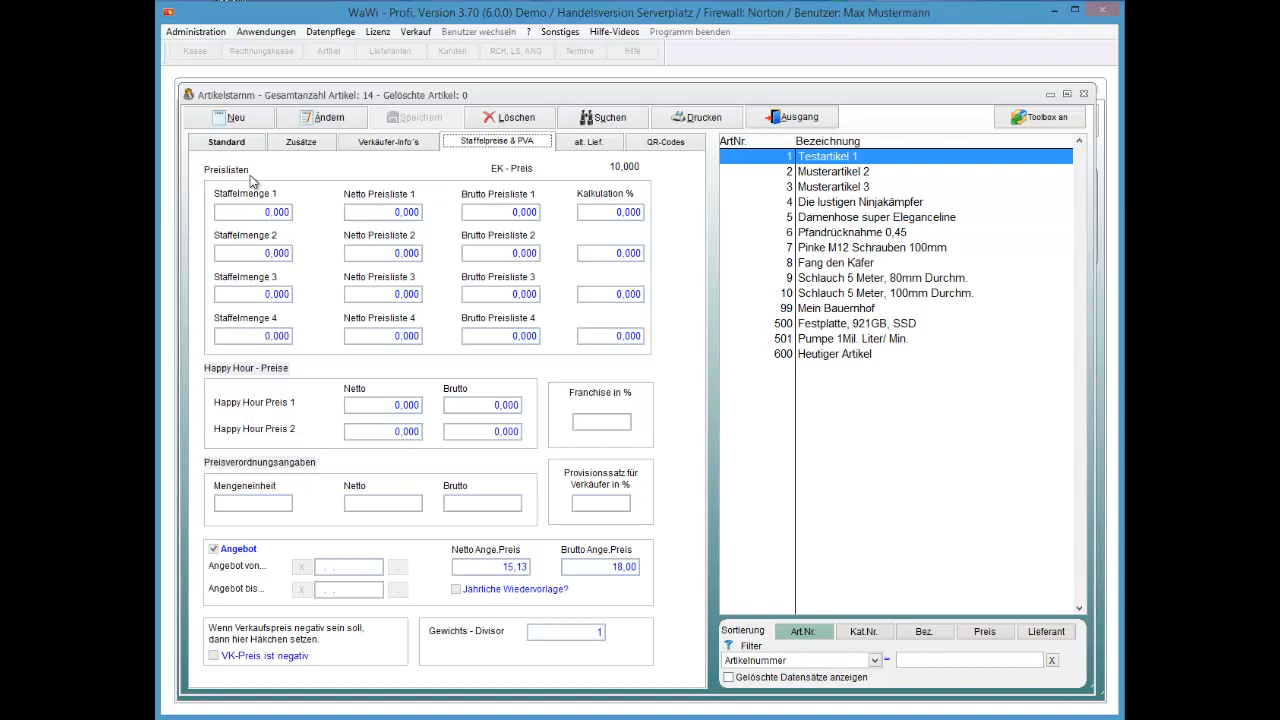 WaWi - Profi, Version 3.70 (6.0.0) Demo / Handelsversion Serverplatz / Firewall: Norton / Benutzer: Max Mustermann
Administration Anwendungen Datenpflege Lizenz Verkauf Benutzer wechseln ? Sonstiges Hilfe-Videos Programm beenden
Kasse Rechnungskasse Artikel Lieferanten Kunden RCH, LS, ANG Termine Hilfe
Artikelstamm - Gesamtanzahl Artikel: 14 - Gelöschte Artikel: 0
Neu Ändern Speichern Löschen Suchen Drucken Ausgang Toolbox an
Standard Zusätze Verkäufer-Info´s Staffelpreise & PVA alt. Lief. QR-Codes
Preislisten EK - Preis 10,000
Staffelmenge 1 Netto Preisliste 1 Brutto Preisliste 1 Kalkulation %
0,000 0,000 0,000 0,000
Staffelmenge 2 Netto Preisliste 2 Brutto Preisliste 2
0,000 0,000 0,000 0,000
Staffelmenge 3 Netto Preisliste 3 Brutto Preisliste 3
0,000 0,000 0,000 0,000
Staffelmenge 4 Netto Preisliste 4 Brutto Preisliste 4
0,000 0,000 0,000 0,000
Happy Hour - Preise
Netto Brutto
Happy Hour Preis 1 0,000 0,000
Happy Hour Preis 2 0,000 0,000
Franchise in %
Preisverordnungsangaben
Mengeneinheit Netto Brutto
Provisionssatz für
Verkäufer in %
Angebot Netto Ange.Preis Brutto Ange.Preis
Angebot von... X . . ... 15,13 18,00
Angebot bis... X . . ... Jährliche Wiedervorlage?
Wenn Verkaufspreis negativ sein soll,
dann hier Häkchen setzen.
VK-Preis ist negativ
Gewichts - Divisor 1
ArtNr. Bezeichnung
1 Testartikel 1
2 Musterartikel 2
3 Musterartikel 3
4 Die lustigen Ninjakämpfer
5 Damenhose super Eleganceline
6 Pfandrücknahme 0,45
7 Pinke M12 Schrauben 100mm
8 Fang den Käfer
9 Schlauch 5 Meter, 80mm Durchm.
10 Schlauch 5 Meter, 100mm Durchm.
99 Mein Bauernhof
500 Festplatte, 921GB, SSD
501 Pumpe 1Mil. Liter/ Min.
600 Heutiger Artikel
Sortierung Art.Nr. Kat.Nr. Bez. Preis Lieferant
Filter
Artikelnummer = X
Gelöschte Datensätze anzeigen